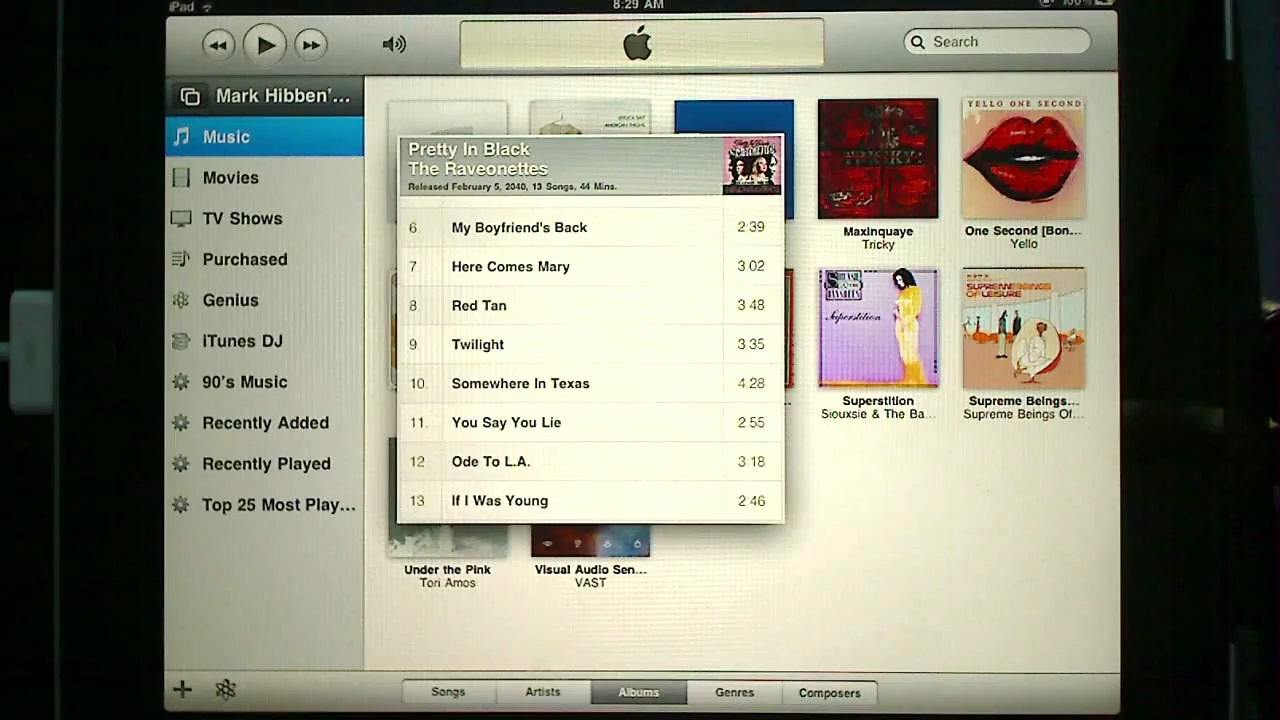 iPad
8:29 AM
100%
Search
Mark Hibben'...
Music
Movies
TV Shows
Purchased
Genius
iTunes DJ
90's Music
Recently Added
Recently Played
Top 25 Most Play...
Pretty In Black
The Raveonettes
Released February 5, 2040, 13 Songs, 44 Mins.
6. My Boyfriend's Back 2:39
7. Here Comes Mary 3:02
8. Red Tan 3:48
9. Twilight 3:35
10. Somewhere In Texas 4:28
11. You Say You Lie 2:55
12. Ode To L.A. 3:18
13. If I Was Young 2:46
YELLO ONE SECOND
Maxinquaye
Tricky
One Second [Bon...
Yello
Superstition
SUPREME BEINGS
OF LEISURE
Superstition
Siouxsie & The Ba...
Supreme Beings...
Supreme Beings Of...
Under the Pink
Tori Amos
Visual Audio Sen...
VAST
Songs
Artists
Albums
Genres
Composers